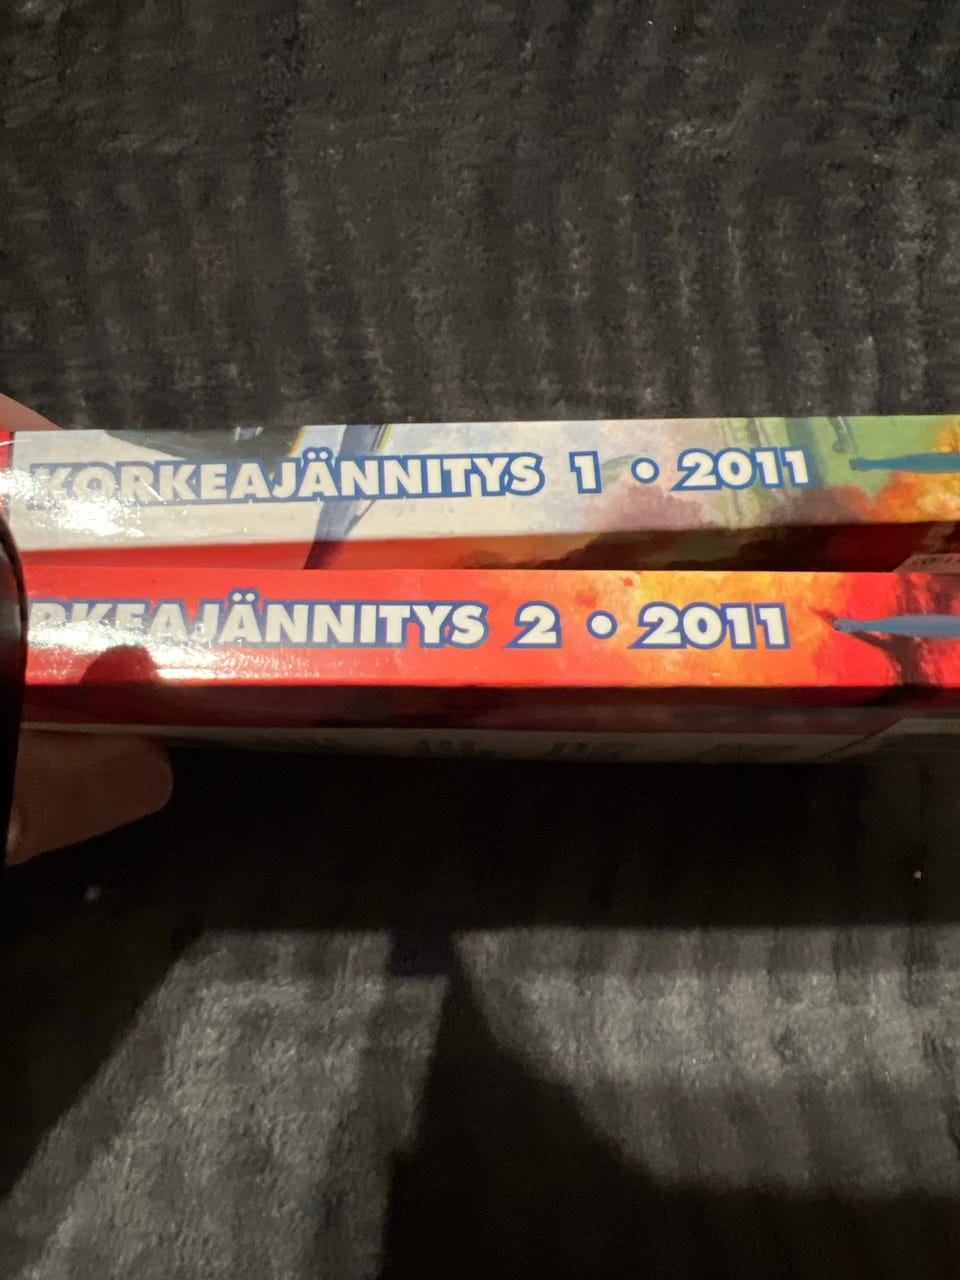 KORKEAJÄNNITYS 1 • 2011
RKEAJÄNNITYS 2 • 2011